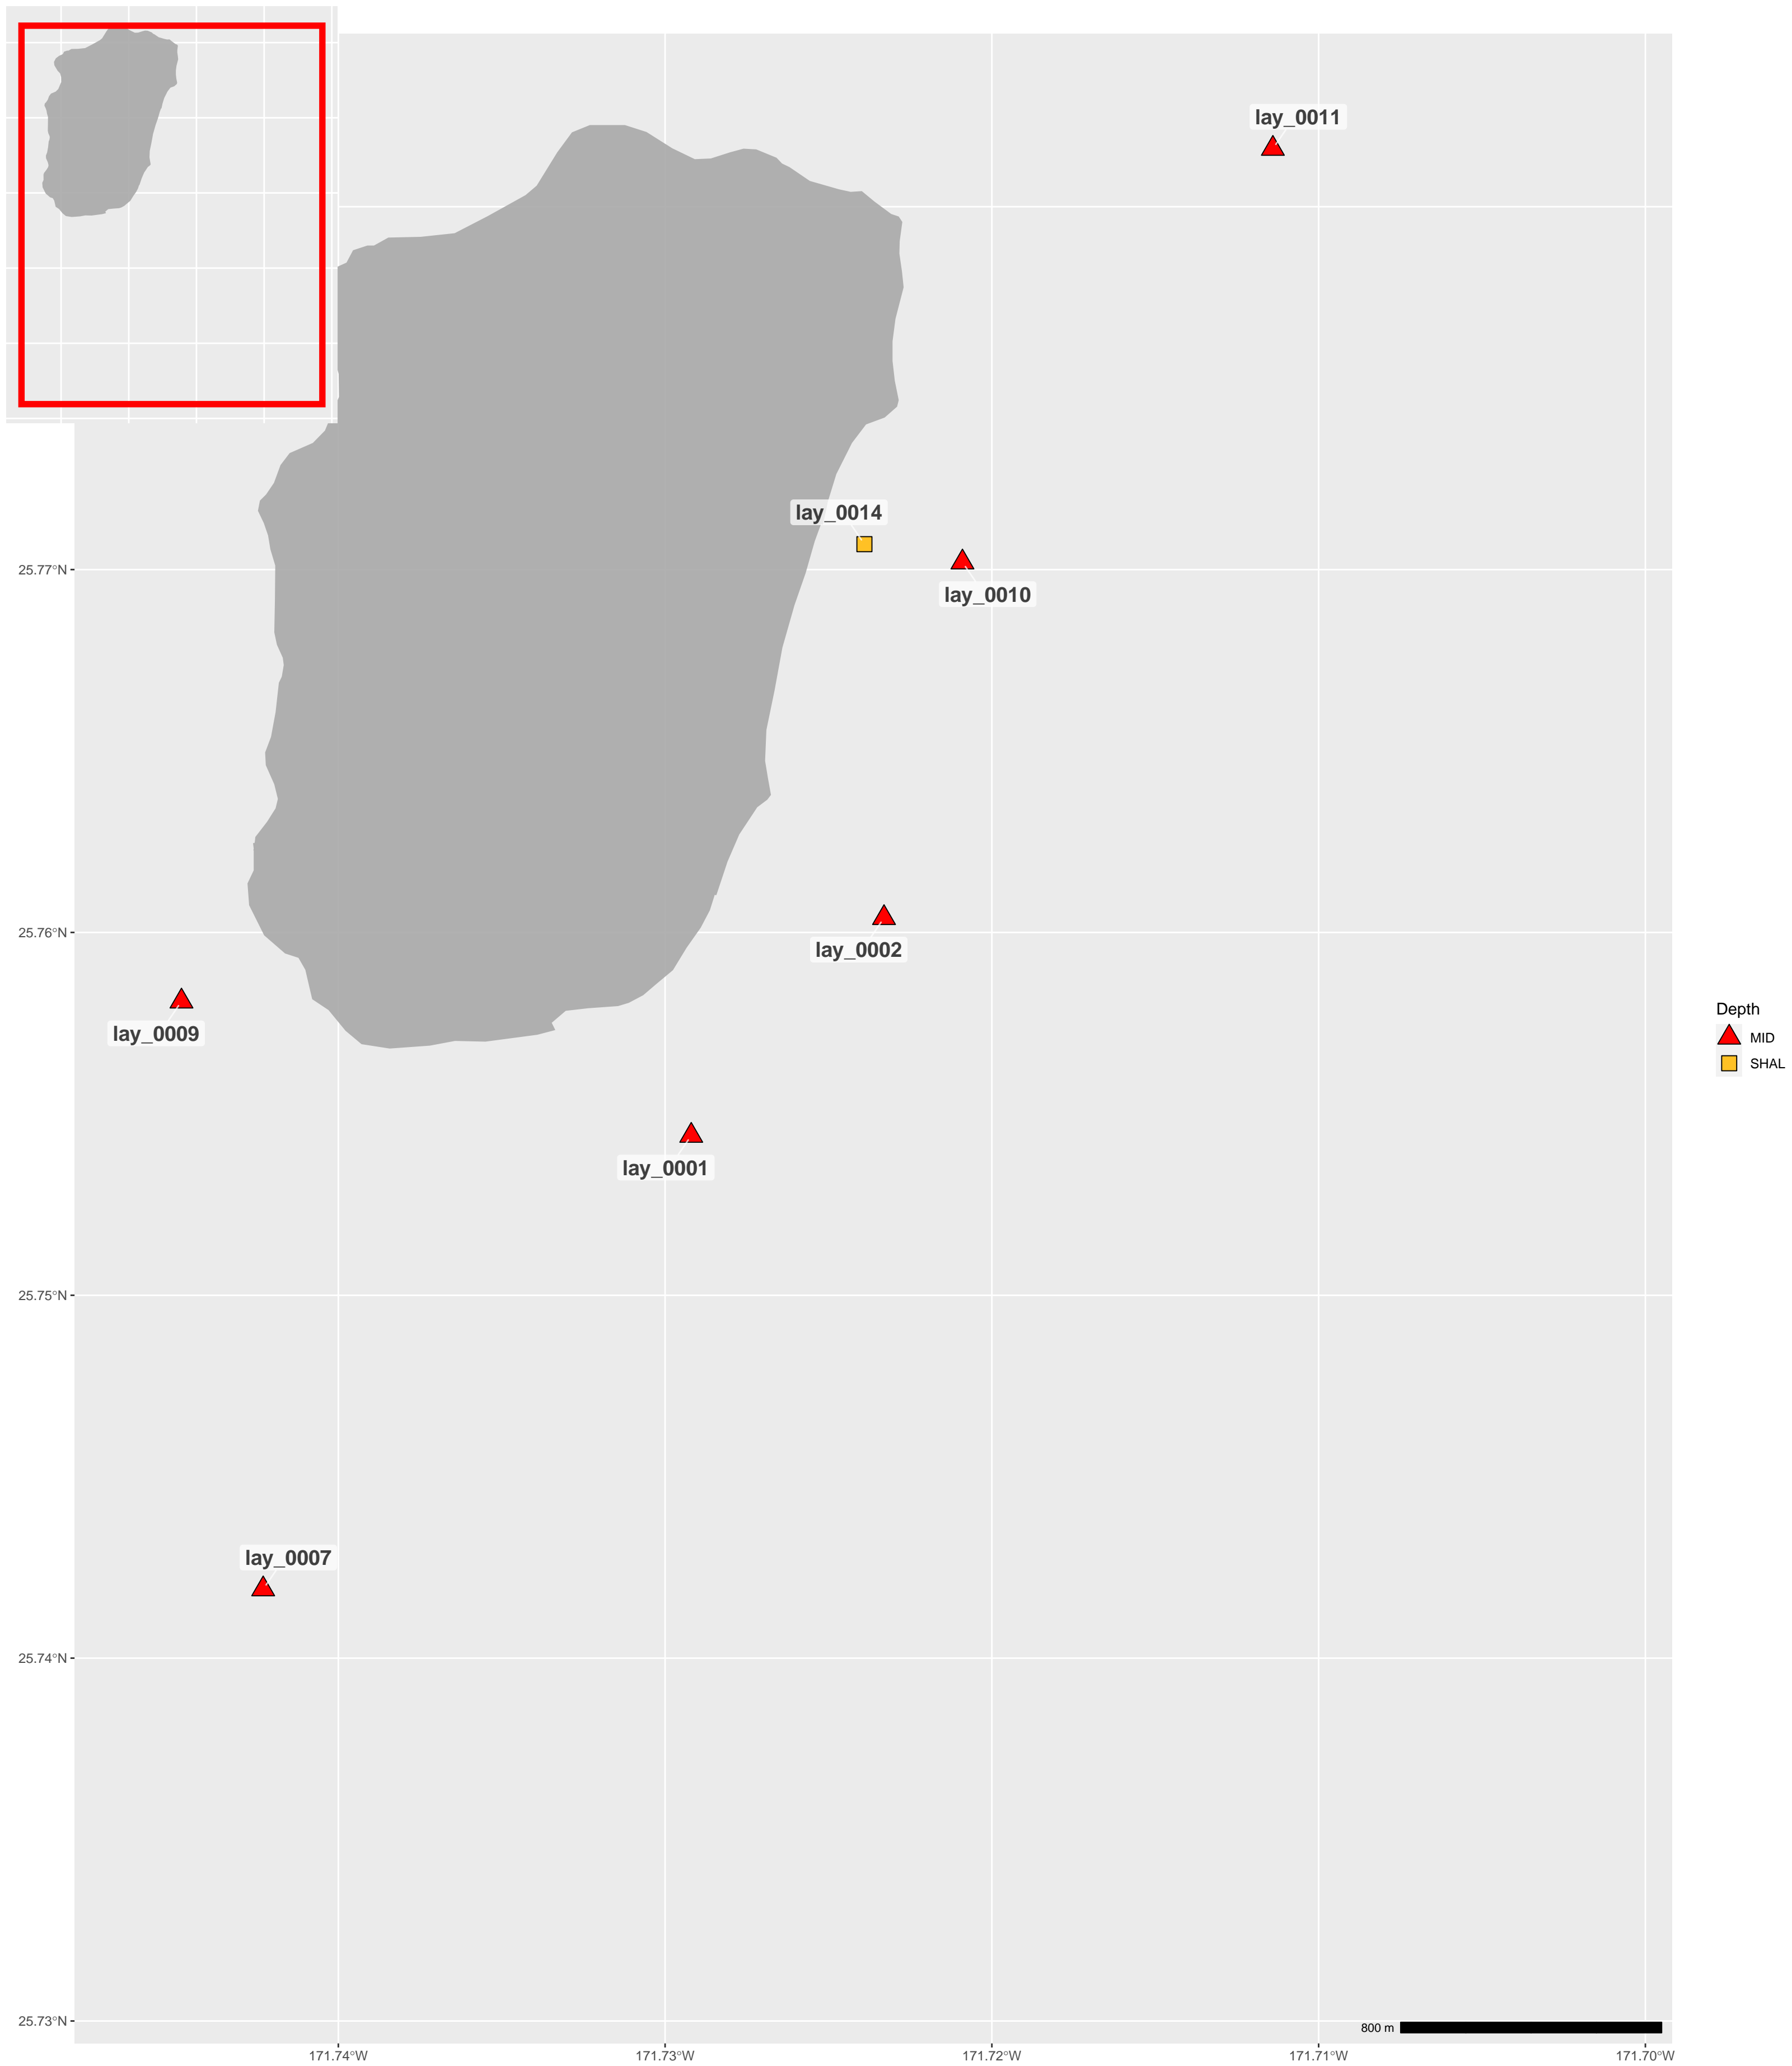 lay_0011
lay_0014
lay_0010
lay_0002
lay_0009
lay_0001
lay_0007
25.77°N
25.76°N
25.75°N
25.74°N
25.73°N
171.74°W
171.73°W
171.72°W
171.71°W
171.70°W
800 m
Depth
MID
SHAL